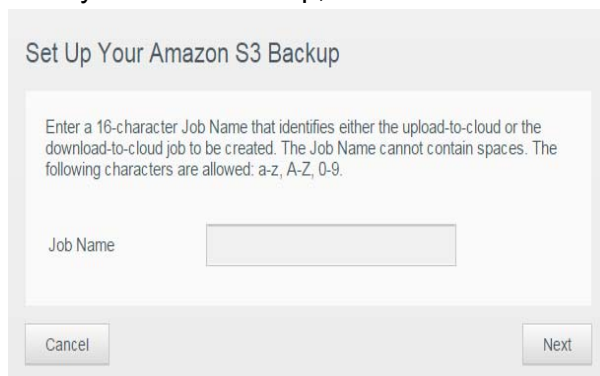 Set Up Your Amazon S3 Backup
Enter a 16-character Job Name that identifies either the upload-to-cloud or the
download-to-cloud job to be created. The Job Name cannot contain spaces. The
following characters are allowed: a-z, A-Z, 0-9.
Job Name
Cancel
Next